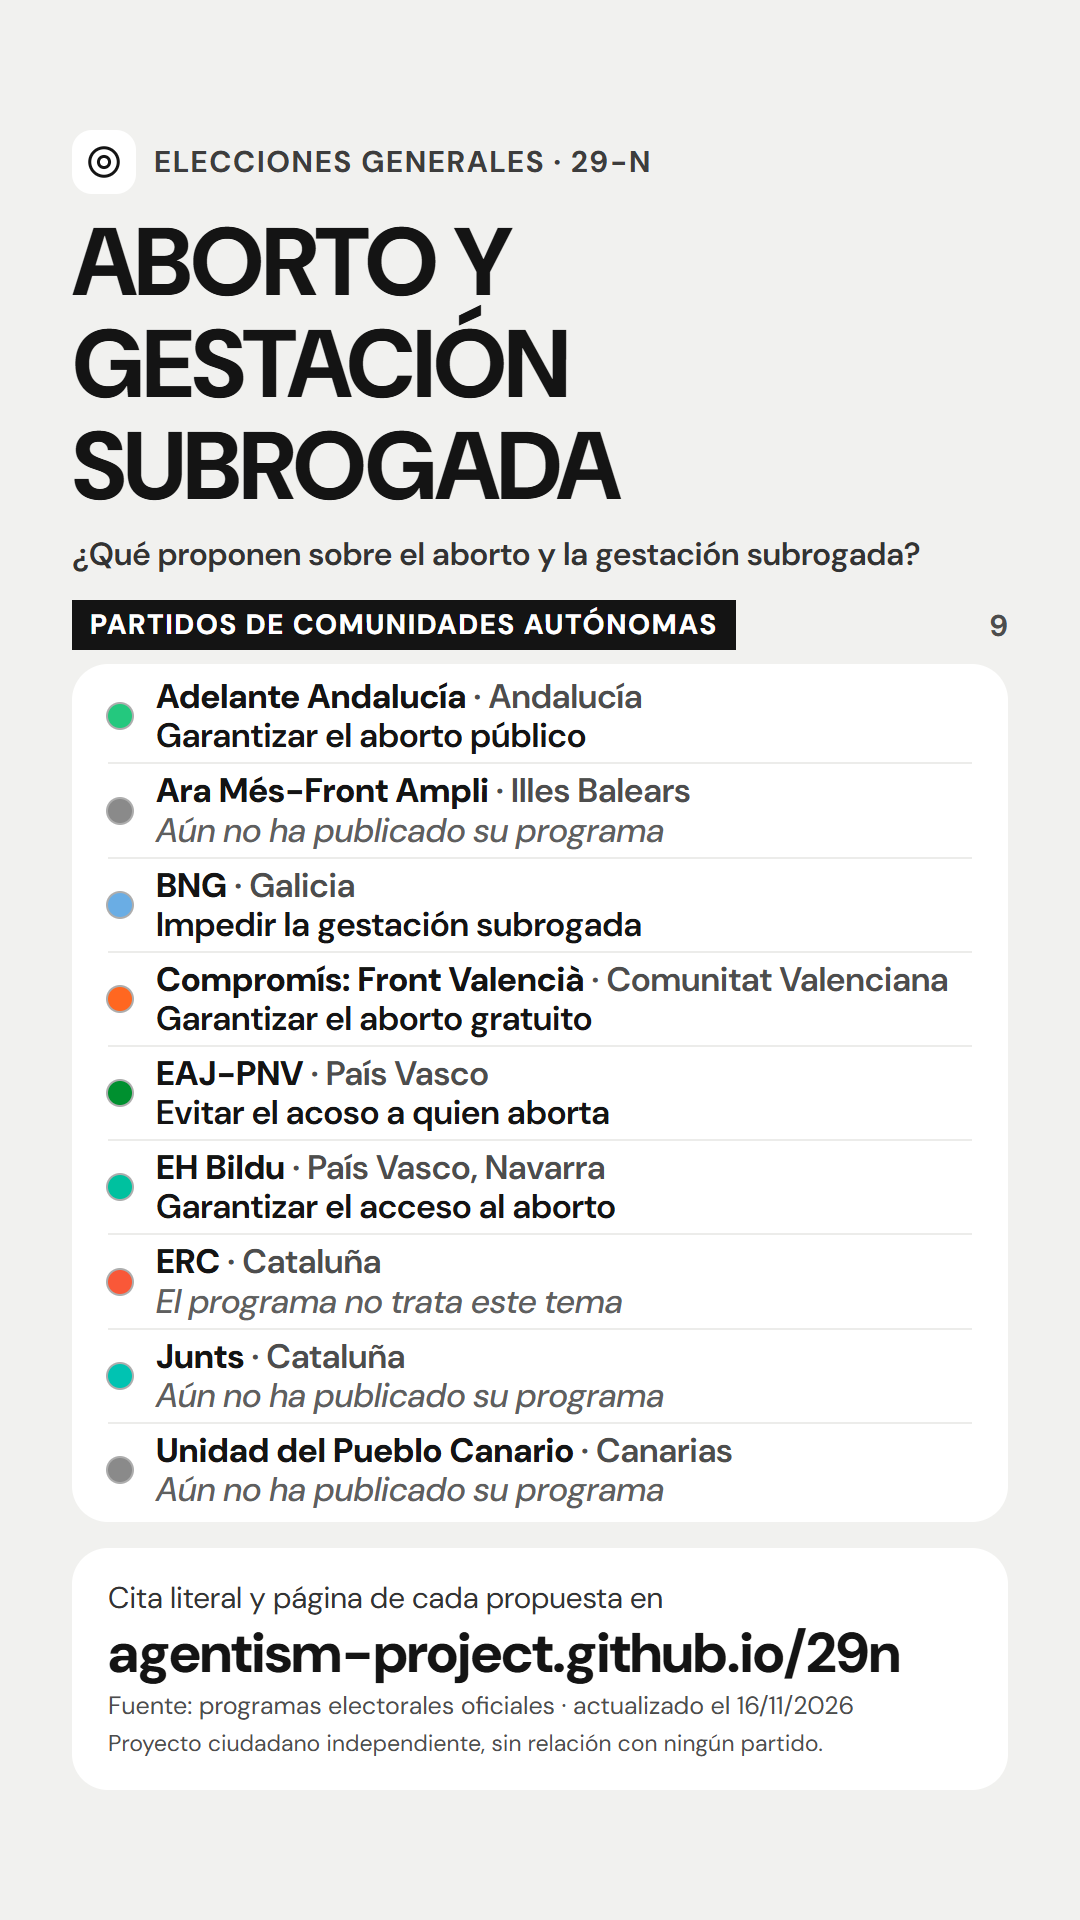 ELECCIONES GENERALES · 29-N
ABORTO Y
GESTACIÓN
SUBROGADA
¿Qué proponen sobre el aborto y la gestación subrogada?
PARTIDOS DE COMUNIDADES AUTÓNOMAS 9
Adelante Andalucía · Andalucía
Garantizar el aborto público
Ara Més-Front Ampli · Illes Balears
Aún no ha publicado su programa
BNG · Galicia
Impedir la gestación subrogada
Compromís: Front Valencià · Comunitat Valenciana
Garantizar el aborto gratuito
EAJ-PNV · País Vasco
Evitar el acoso a quien aborta
EH Bildu · País Vasco, Navarra
Garantizar el acceso al aborto
ERC · Cataluña
El programa no trata este tema
Junts · Cataluña
Aún no ha publicado su programa
Unidad del Pueblo Canario · Canarias
Aún no ha publicado su programa
Cita literal y página de cada propuesta en
agentism-project.github.io/29n
Fuente: programas electorales oficiales · actualizado el 16/11/2026
Proyecto ciudadano independiente, sin relación con ningún partido.